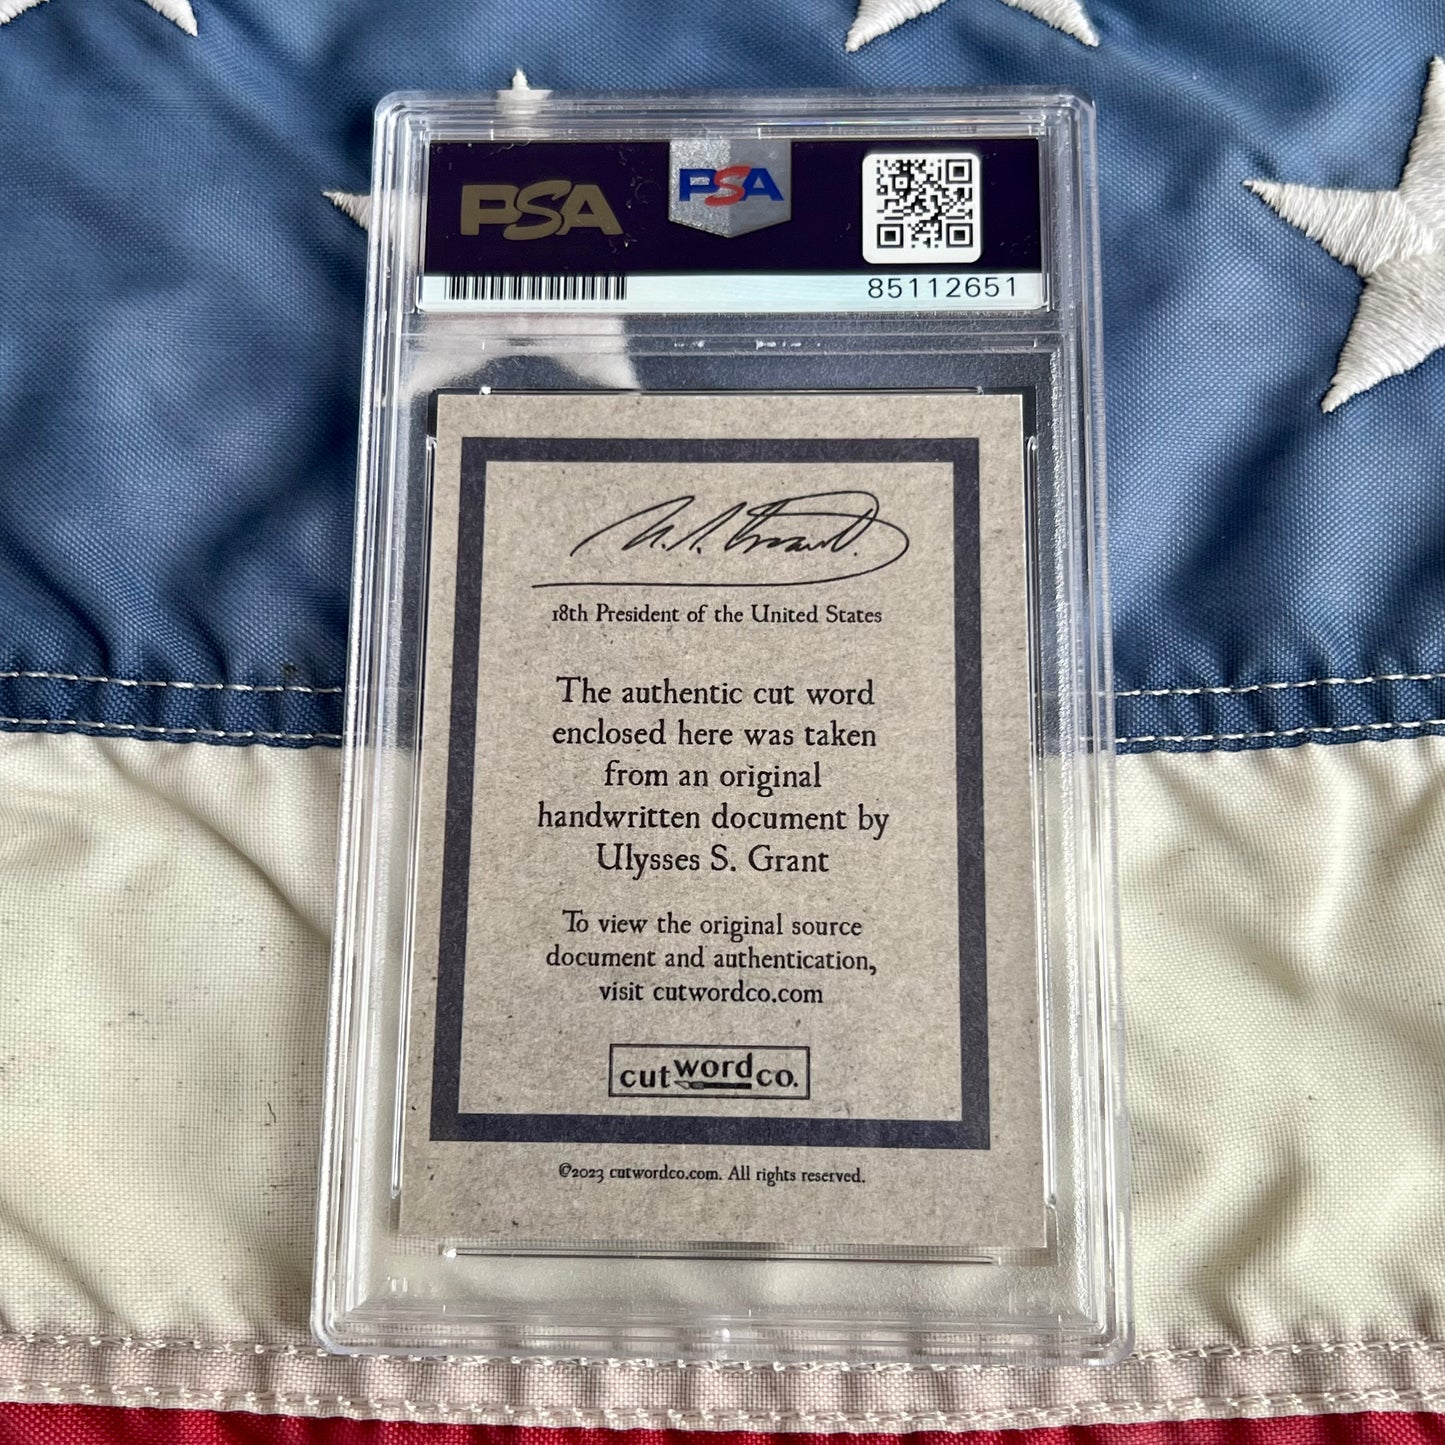 PSA PSA
85112651
U.S. Grant.
18th President of the United States
The authentic cut word
enclosed here was taken
from an original
handwritten document by
Ulysses S. Grant
To view the original source
document and authentication,
visit cutwordco.com
cut word co.
©2023 cutwordco.com. All rights reserved.